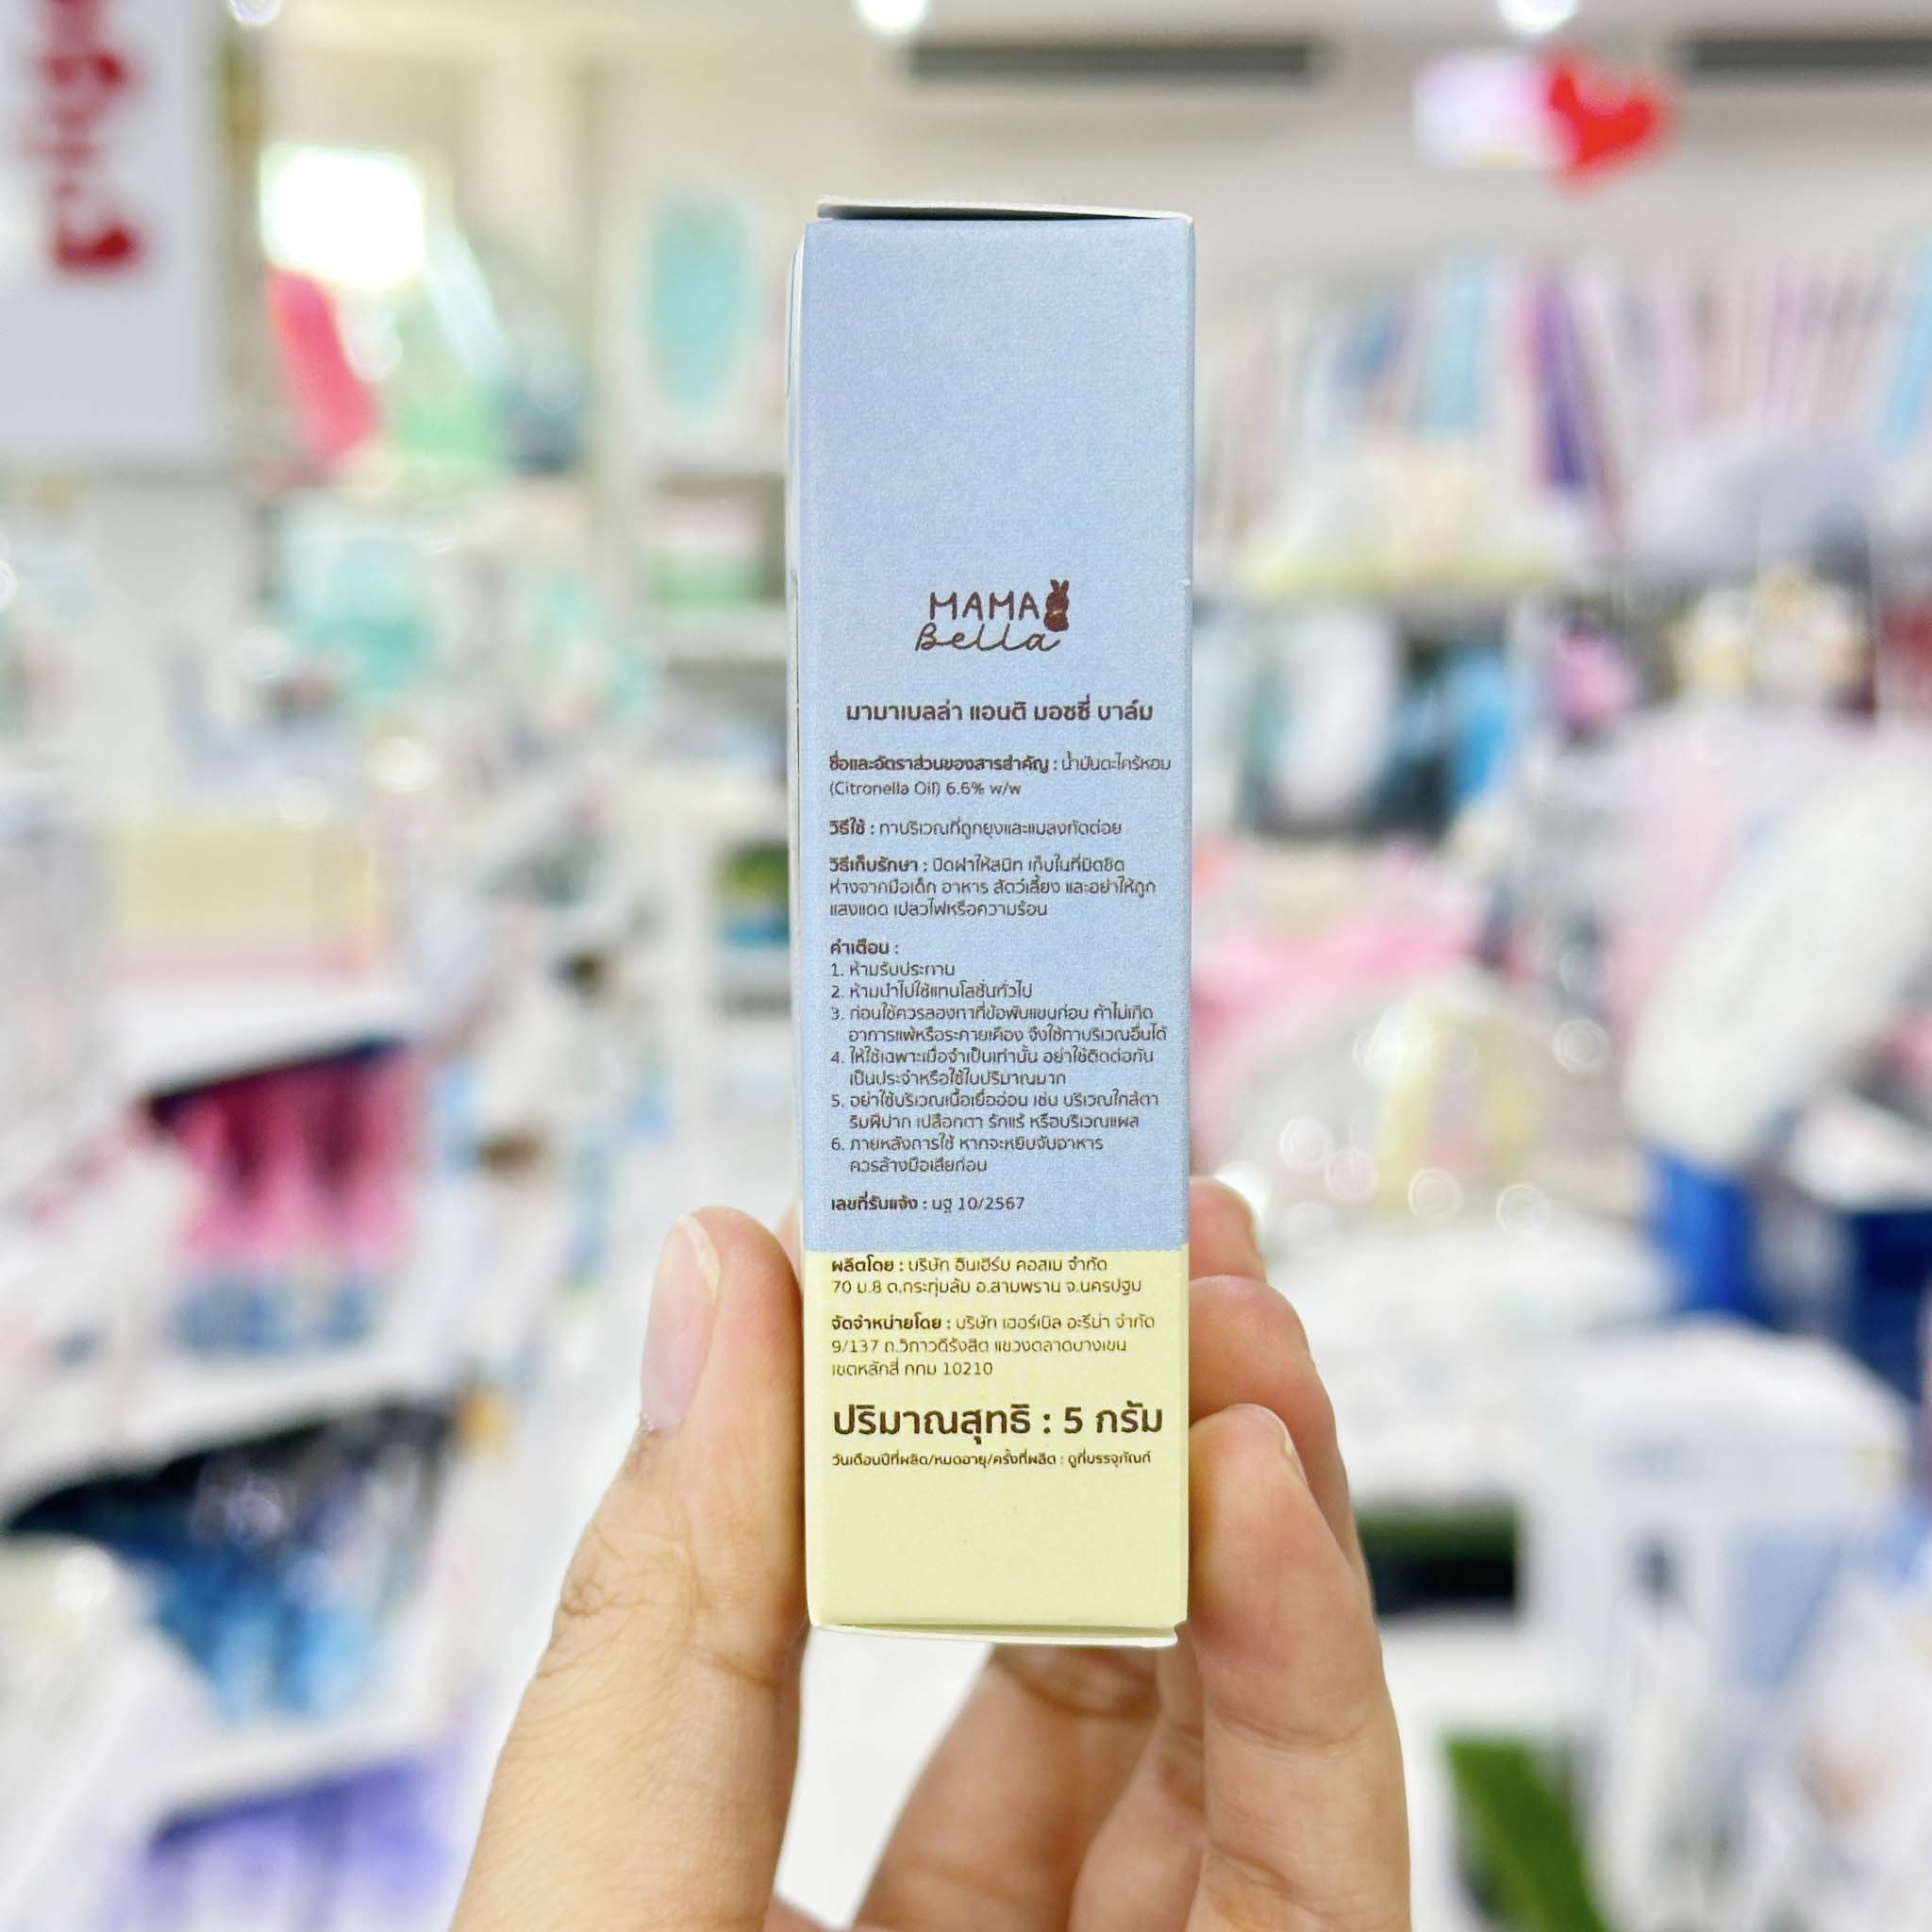 MAMA
Bella
มามาเบลล่า แอนตี มอซซี่ บาล์ม
ชื่อและอัตราส่วนของสารสำคัญ : น้ำมันตะไคร้หอม
(Citronella Oil) 6.6% w/w
วิธีใช้ : ทาบริเวณที่ถูกยุงและแมลงกัดต่อย
วิธีเก็บรักษา : ปิดฝาให้สนิท เก็บในที่มิดชิด
ห่างจากมือเด็ก อาหาร สัตว์เลี้ยง และอย่าให้ถูก
แสงแดด เปลวไฟหรือความร้อน
คำเตือน :
1. ห้ามรับประทาน
2. ห้ามนำไปใช้แทนโลชั่นทั่วไป
3. ก่อนใช้ควรลองทาที่ข้อพับแขนก่อน ถ้าไม่เกิด
อาการแพ้หรือระคายเคือง จึงใช้ทาบริเวณอื่นได้
4. ให้ใช้เฉพาะเมื่อจำเป็นเท่านั้น อย่าใช้ติดต่อกัน
เป็นประจำหรือใช้ในปริมาณมาก
5. อย่าใช้บริเวณเนื้อเยื่ออ่อน เช่น บริเวณใกล้ตา
ริมฝีปาก เปลือกตา รักแร้ หรือบริเวณแผล
6. ภายหลังการใช้ หากจะหยิบจับอาหาร
ควรล้างมือเสียก่อน
เลขที่รับแจ้ง : นฐ 10/2567
ผลิตโดย : บริษัท อินเฮิร์บ คอสเม จำกัด
70 ม.8 ต.กระทุ่มล้ม อ.สามพราน จ.นครปฐม
จัดจำหน่ายโดย : บริษัท เฮอร์เบิล อะรีน่า จำกัด
9/137 ถ.วิภาวดีรังสิต แขวงตลาดบางเขน
เขตหลักสี่ กทม 10210
ปริมาณสุทธิ : 5 กรัม
วันเดือนปีที่ผลิต/หมดอายุ/ครั้งที่ผลิต : ดูที่บรรจุภัณฑ์